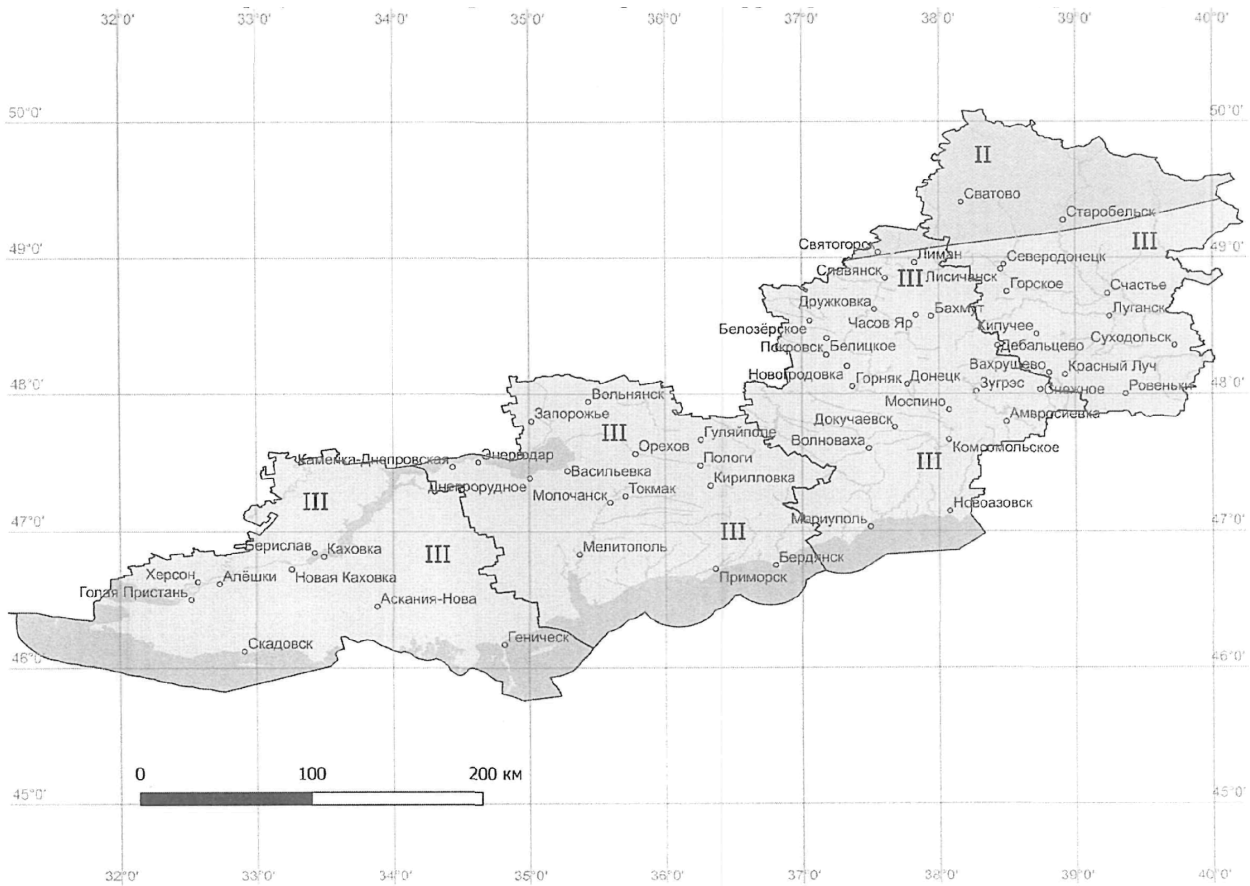 32°0' 33°0' 34°0' 35°0' 36°0' 37°0' 38°0' 39°0' 40°0'
50°0' 50°0'
II
Сватово
Старобельск
III
49°0' 49°0'
Святогорск
Лиман
Северодонецк
Славянск
III
Лисичанск
Горское
Счастье
Дружковка
Бахмут
Луганск
Часов Яр
Белозёрское
Кипучее
Суходольск
Покровск
Белицкое
Дебальцево
Вахрушево
Красный Луч
Новогродовка
Горняк
Донецк
Зугрэс
Снежное
Ровеньки
48°0' 48°0'
Вольнянск
Моспино
Запорожье
Докучаевск
Амвросиевка
III
Гуляйполе
Волноваха
Комсомольское
Орехов
Каменка-Днепровская
Энергодар
Пологи
III
Васильевка
Кирилловка
Днепрорудное
Токмак
Молочанск
III
Новоазовск
47°0' 47°0'
Мариуполь
III
Берислав
Каховка
III
Мелитополь
Бердянск
Херсон
Алёшки
Новая Каховка
Приморск
Голая Пристань
Аскания-Нова
Скадовск
Геническ
46°0' 46°0'
0 100 200 км
45°0' 45°0'
32°0' 33°0' 34°0' 35°0' 36°0' 37°0' 38°0' 39°0' 40°0'